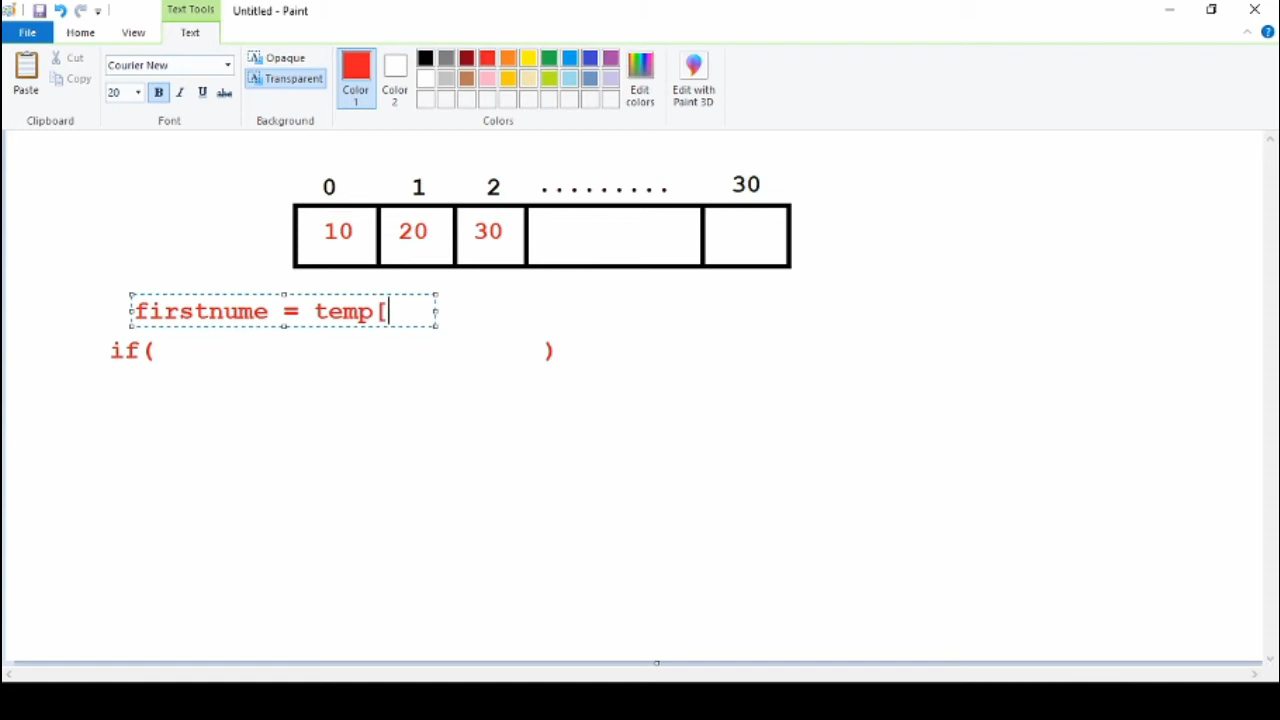 Text Tools
Untitled - Paint
File
Home
View
Text
Paste
Cut
Copy
Clipboard
Courier New
20
B
I
U
abc
Font
Opaque
Transparent
Background
Color 1
Color 2
Edit colors
Colors
Edit with Paint 3D
0 1 2 ......... 30
10 20 30
firstnume = temp[
if( )